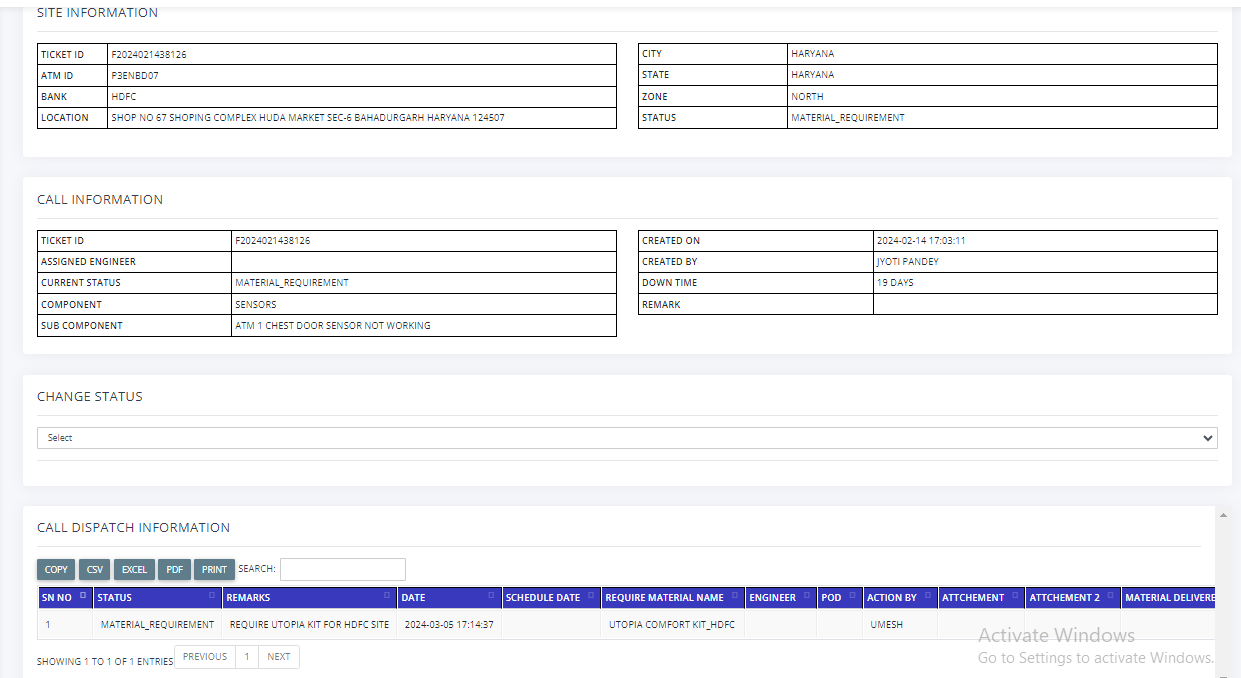 SITE INFORMATION
TICKET ID F2024021438126
ATM ID P3ENBD07
BANK HDFC
LOCATION SHOP NO 67 SHOPING COMPLEX HUDA MARKET SEC-6 BAHADURGARH HARYANA 124507
CITY HARYANA
STATE HARYANA
ZONE NORTH
STATUS MATERIAL_REQUIREMENT
CALL INFORMATION
TICKET ID F2024021438126
ASSIGNED ENGINEER
CURRENT STATUS MATERIAL_REQUIREMENT
COMPONENT SENSORS
SUB COMPONENT ATM 1 CHEST DOOR SENSOR NOT WORKING
CREATED ON 2024-02-14 17:03:11
CREATED BY JYOTI PANDEY
DOWN TIME 19 DAYS
REMARK
CHANGE STATUS
Select
CALL DISPATCH INFORMATION
COPY CSV EXCEL PDF PRINT SEARCH:
SN NO STATUS REMARKS DATE SCHEDULE DATE REQUIRE MATERIAL NAME ENGINEER POD ACTION BY ATTCHEMENT ATTCHEMENT 2 MATERIAL DELIVERE
1 MATERIAL_REQUIREMENT REQUIRE UTOPIA KIT FOR HDFC SITE 2024-03-05 17:14:37 UTOPIA COMFORT KIT_HDFC UMESH
SHOWING 1 TO 1 OF 1 ENTRIES PREVIOUS 1 NEXT
Activate Windows
Go to Settings to activate Windows.